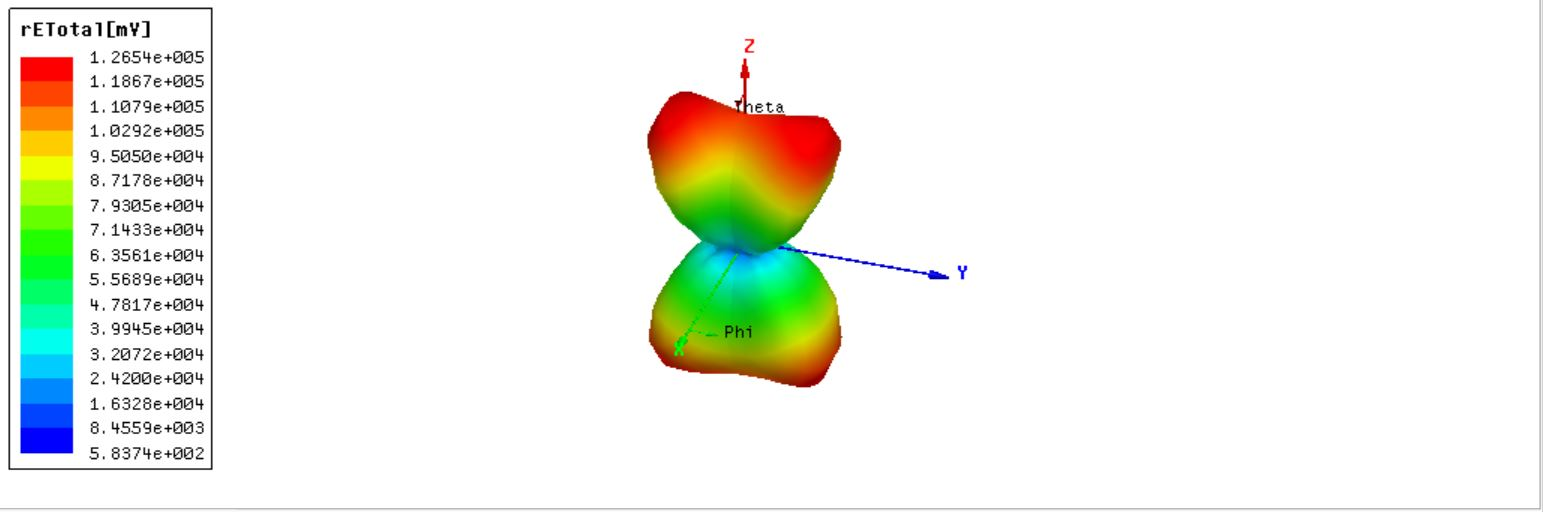 rETotal[mV]
1.2654e+005
1.1867e+005
1.1079e+005
1.0292e+005
9.5050e+004
8.7178e+004
7.9305e+004
7.1433e+004
6.3561e+004
5.5689e+004
4.7817e+004
3.9945e+004
3.2072e+004
2.4200e+004
1.6328e+004
8.4559e+003
5.8374e+002
Z
Theta
Y
Phi
X